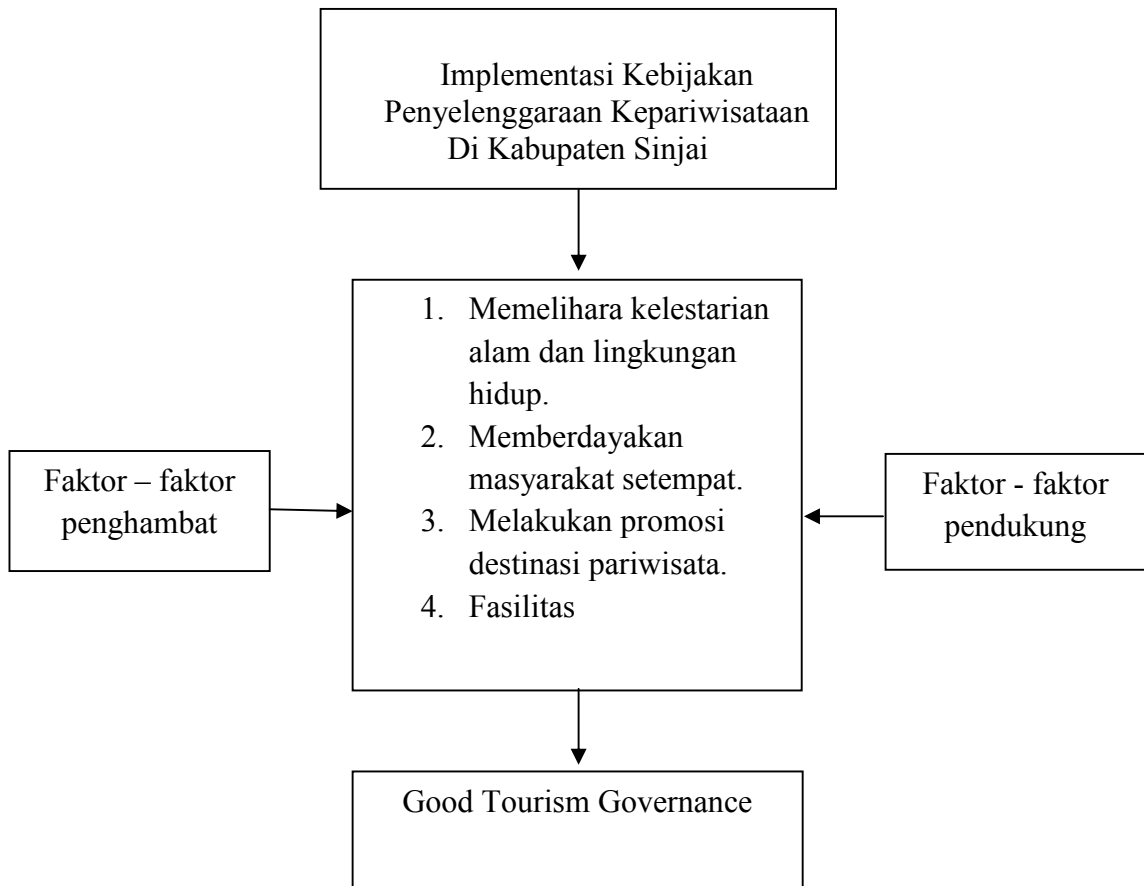 Implementasi Kebijakan
Penyelenggaraan Kepariwisataan
Di Kabupaten Sinjai
1. Memelihara kelestarian
alam dan lingkungan
hidup.
2. Memberdayakan
masyarakat setempat.
3. Melakukan promosi
destinasi pariwisata.
4. Fasilitas
Faktor – faktor
penghambat
Faktor - faktor
pendukung
Good Tourism Governance